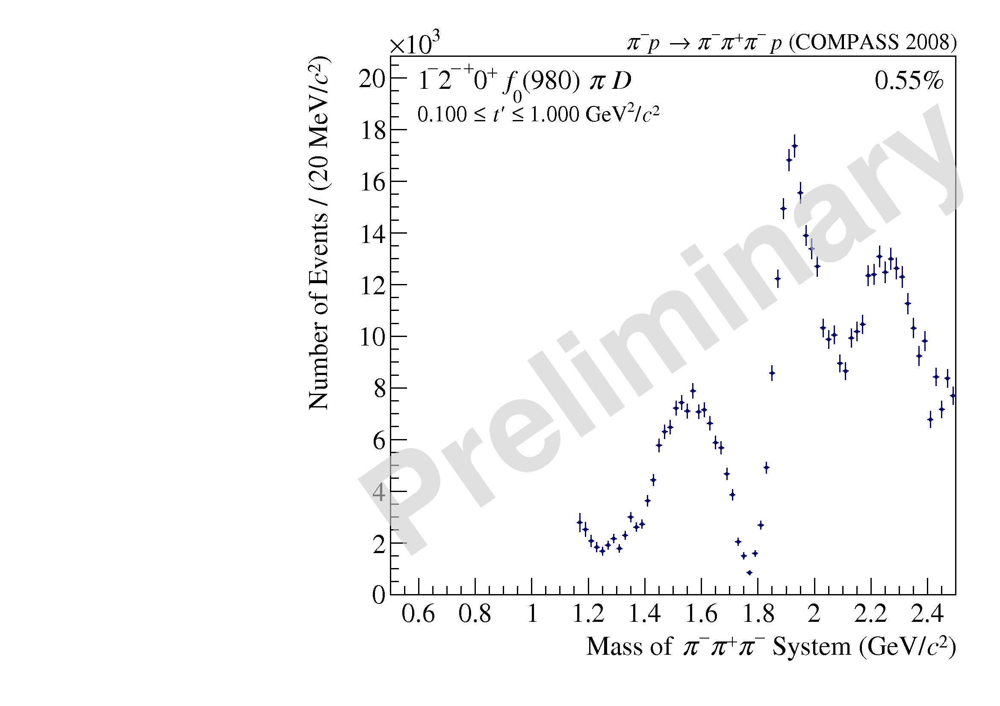 ×10³
π⁻p → π⁻π⁺π⁻ p (COMPASS 2008)
1⁻2⁻⁺0⁺ f₀(980) π D
0.55%
0.100 ≤ t′ ≤ 1.000 GeV²/c²
Number of Events / (20 MeV/c²)
20
18
16
14
12
10
8
6
4
2
0
0.6 0.8 1 1.2 1.4 1.6 1.8 2 2.2 2.4
Mass of π⁻π⁺π⁻ System (GeV/c²)
Preliminary